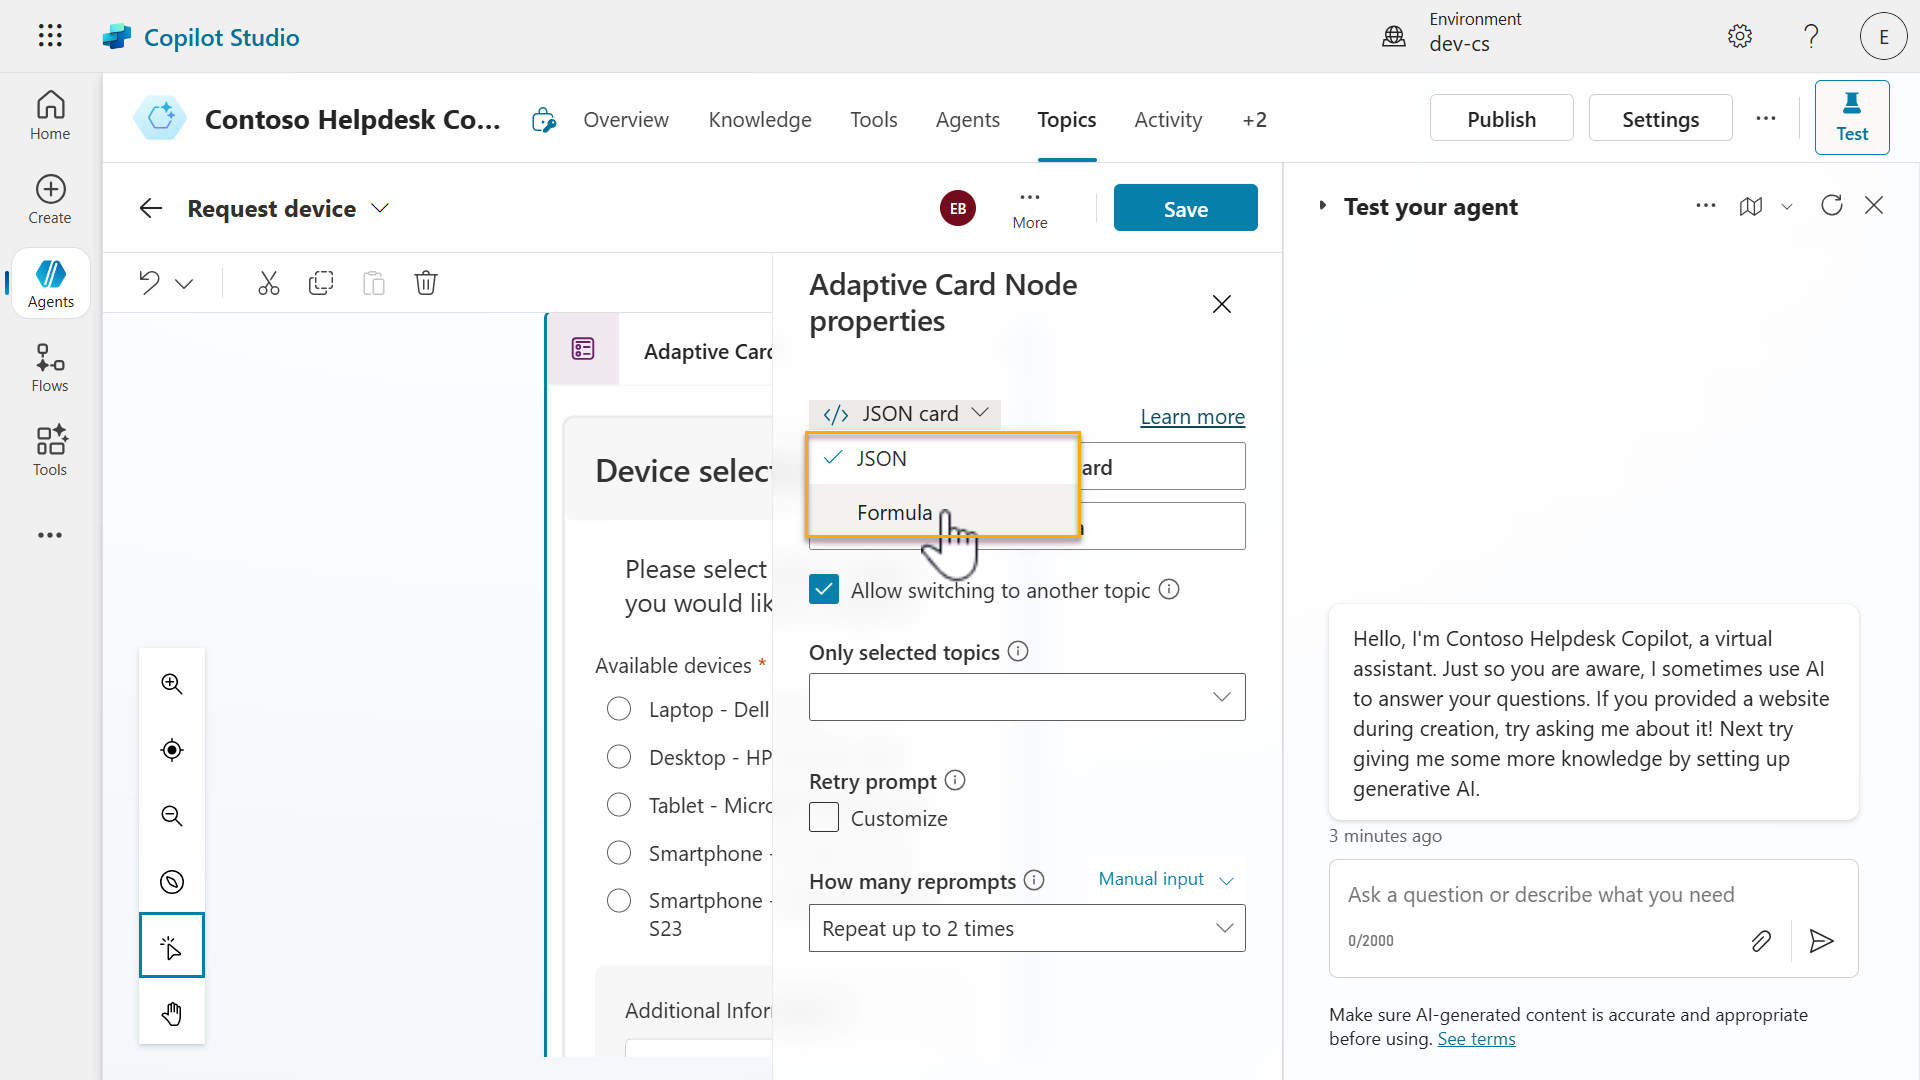 Copilot Studio
Environment
dev-cs
E
Home
Create
Agents
Flows
Tools
Contoso Helpdesk Co...
Overview
Knowledge
Tools
Agents
Topics
Activity
+2
Publish
Settings
Test
Request device
EB
More
Save
Adaptive Card
Device selec
Please select
you would lik
Available devices *
Laptop - Dell
Desktop - HP
Tablet - Micro
Smartphone -
Smartphone -
S23
Additional Infor
Adaptive Card Node
properties
JSON card
Learn more
JSON
Formula
ard
Allow switching to another topic
Only selected topics
Retry prompt
Customize
How many reprompts
Manual input
Repeat up to 2 times
Test your agent
Hello, I'm Contoso Helpdesk Copilot, a virtual
assistant. Just so you are aware, I sometimes use AI
to answer your questions. If you provided a website
during creation, try asking me about it! Next try
giving me some more knowledge by setting up
generative AI.
3 minutes ago
Ask a question or describe what you need
0/2000
Make sure AI-generated content is accurate and appropriate
before using. See terms